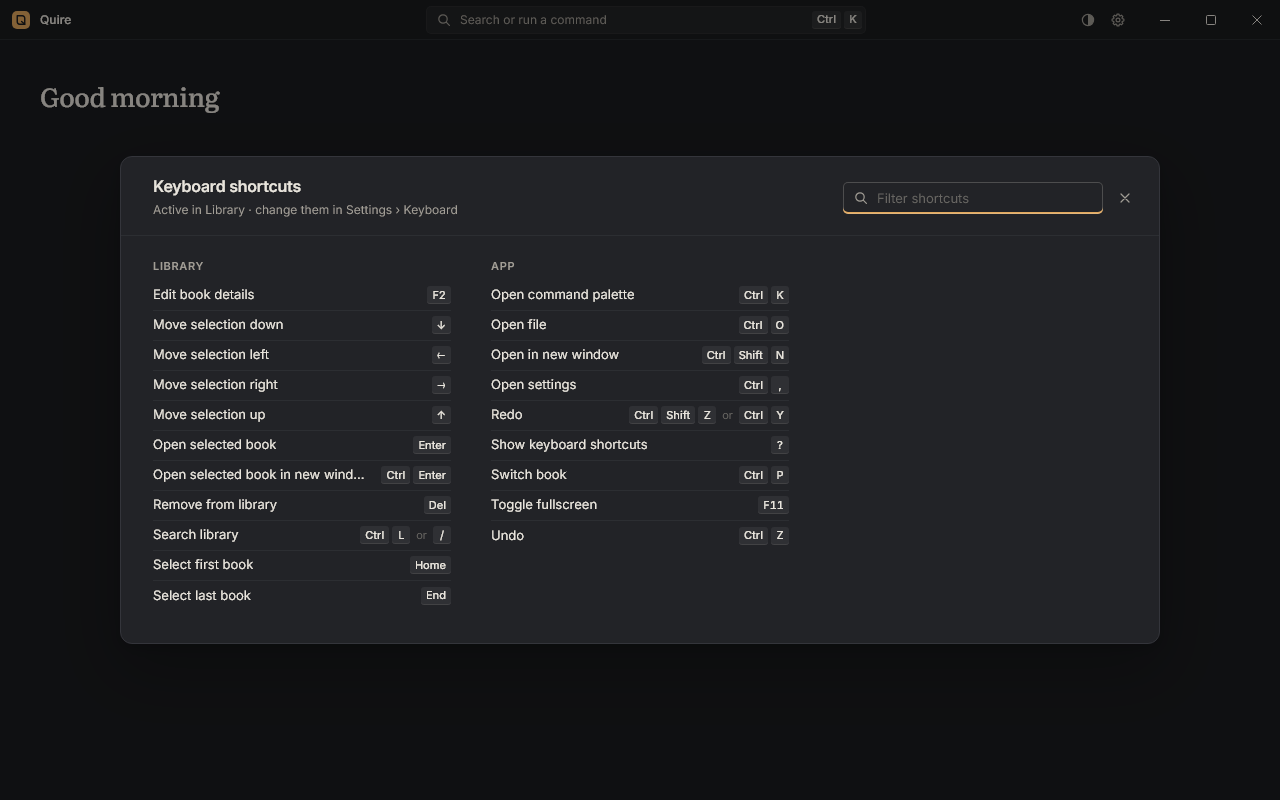 Quire
Search or run a command Ctrl K
Good morning
Keyboard shortcuts
Active in Library · change them in Settings › Keyboard
Filter shortcuts
LIBRARY
Edit book details F2
Move selection down ↓
Move selection left ←
Move selection right →
Move selection up ↑
Open selected book Enter
Open selected book in new wind... Ctrl Enter
Remove from library Del
Search library Ctrl L or /
Select first book Home
Select last book End
APP
Open command palette Ctrl K
Open file Ctrl O
Open in new window Ctrl Shift N
Open settings Ctrl ,
Redo Ctrl Shift Z or Ctrl Y
Show keyboard shortcuts ?
Switch book Ctrl P
Toggle fullscreen F11
Undo Ctrl Z